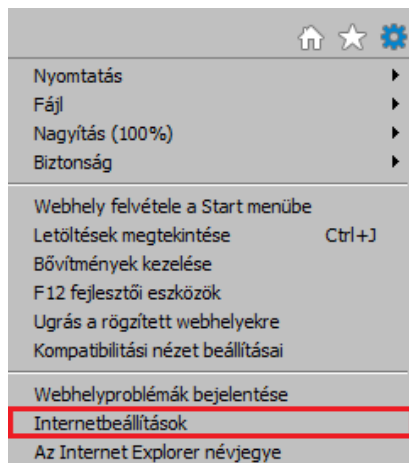 Nyomtatás
Fájl
Nagyítás (100%)
Biztonság
Webhely felvétele a Start menübe
Letöltések megtekintése Ctrl+J
Bővítmények kezelése
F12 fejlesztői eszközök
Ugrás a rögzített webhelyekre
Kompatibilitási nézet beállításai
Webhelyproblémák bejelentése
Internetbeállítások
Az Internet Explorer névjegye